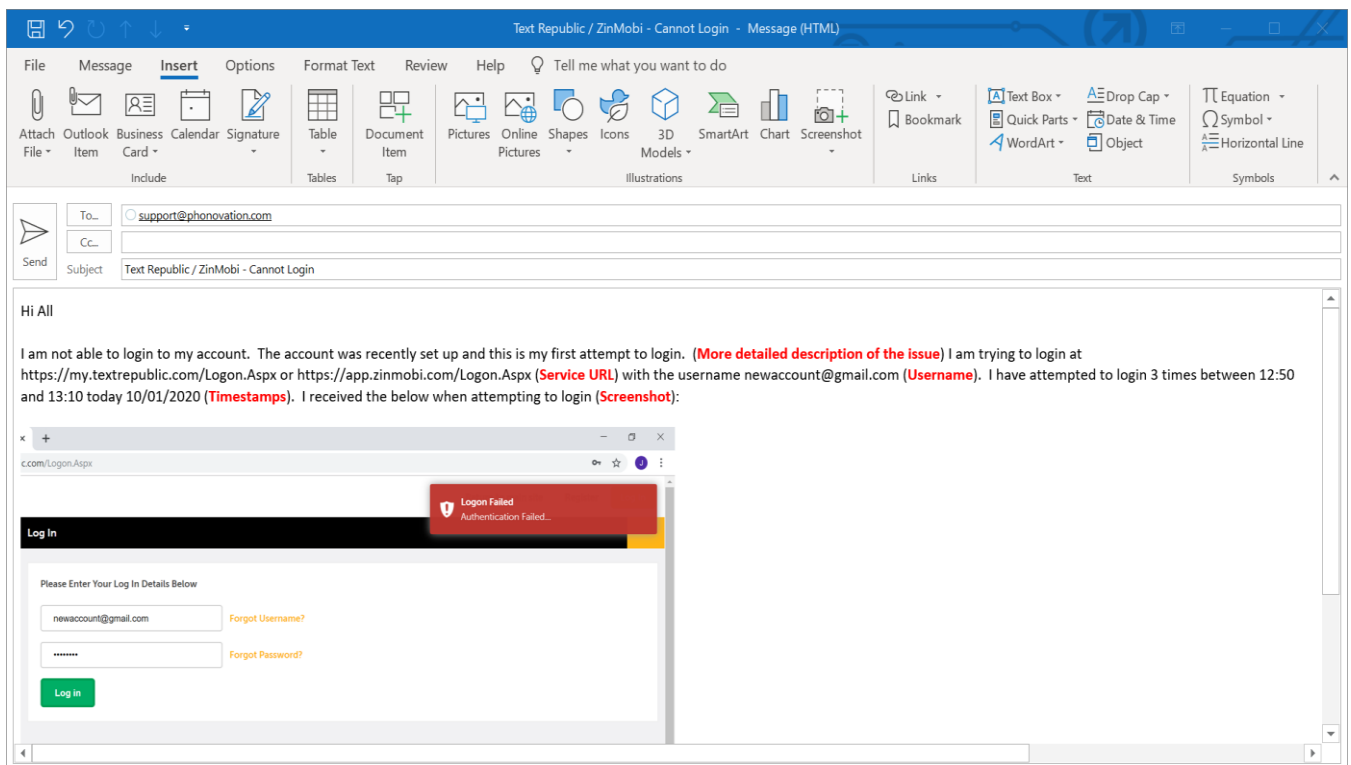 Text Republic / ZinMobi - Cannot Login - Message (HTML)
File Message Insert Options Format Text Review Help Tell me what you want to do
Attach File
Outlook Item
Business Card
Calendar
Signature
Table
Document Item
Pictures
Online Pictures
Shapes
Icons
3D Models
SmartArt
Chart
Screenshot
Link
Bookmark
Text Box
Quick Parts
WordArt
Drop Cap
Date & Time
Object
Equation
Symbol
Horizontal Line
Include Tables Tap Illustrations Links Text Symbols
Send
To...
support@phonovation.com
Cc...
Subject Text Republic / ZinMobi - Cannot Login
Hi All
I am not able to login to my account. The account was recently set up and this is my first attempt to login. (More detailed description of the issue) I am trying to login at
https://my.textrepublic.com/Logon.Aspx or https://app.zinmobi.com/Logon.Aspx (Service URL) with the username newaccount@gmail.com (Username). I have attempted to login 3 times between 12:50
and 13:10 today 10/01/2020 (Timestamps). I received the below when attempting to login (Screenshot):
c.com/Logon.Aspx
J
Logon Failed
Authentication Failed...
Log In
Please Enter Your Log In Details Below
newaccount@gmail.com Forgot Username?
•••••••• Forgot Password?
Log in